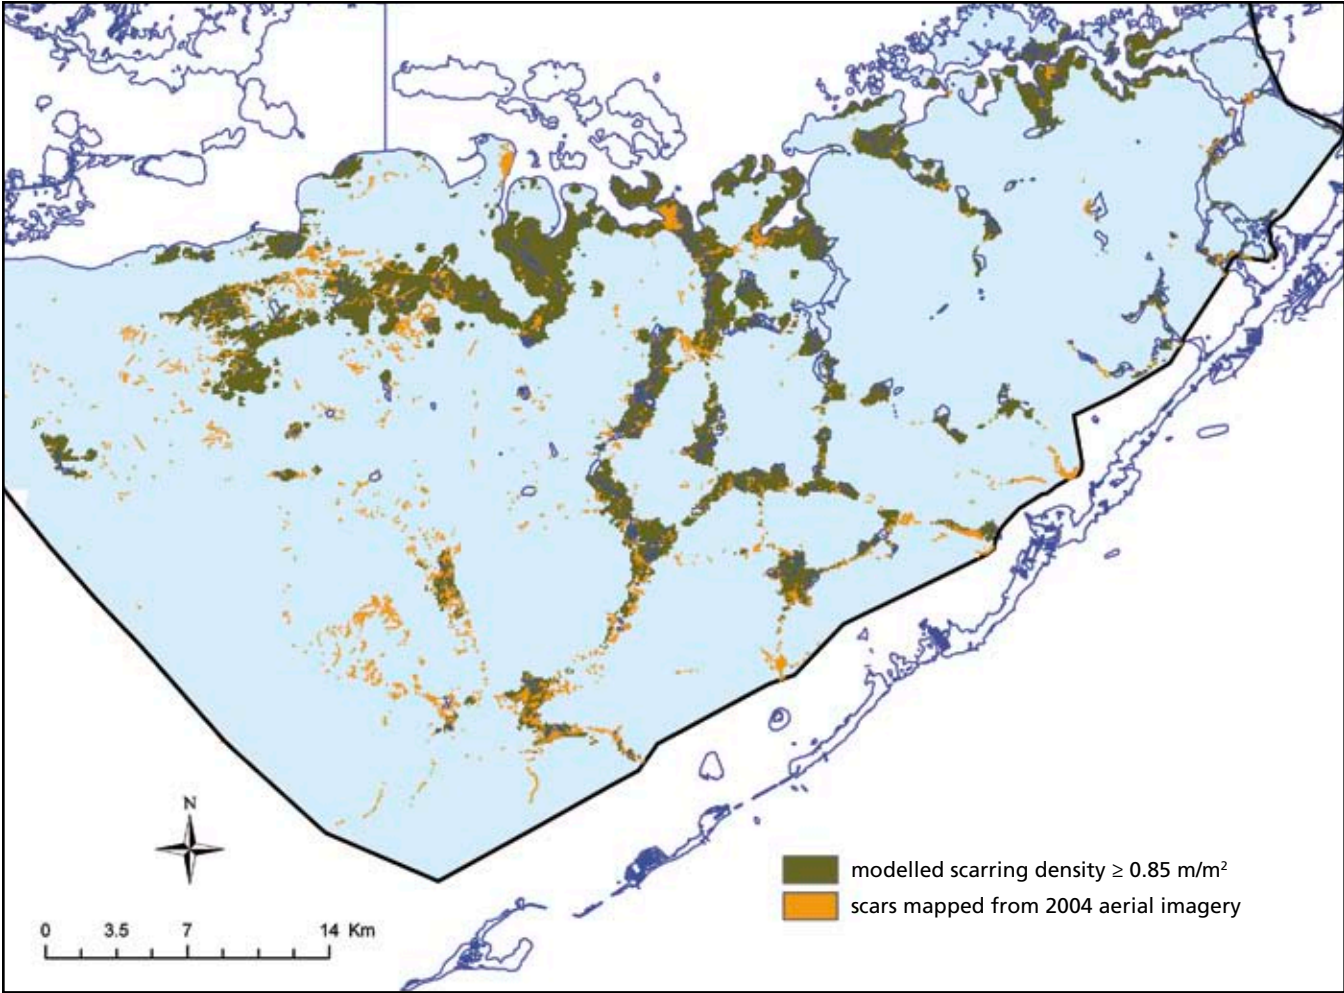 N
modelled scarring density ≥ 0.85 m/m²
scars mapped from 2004 aerial imagery
0 3.5 7 14 Km